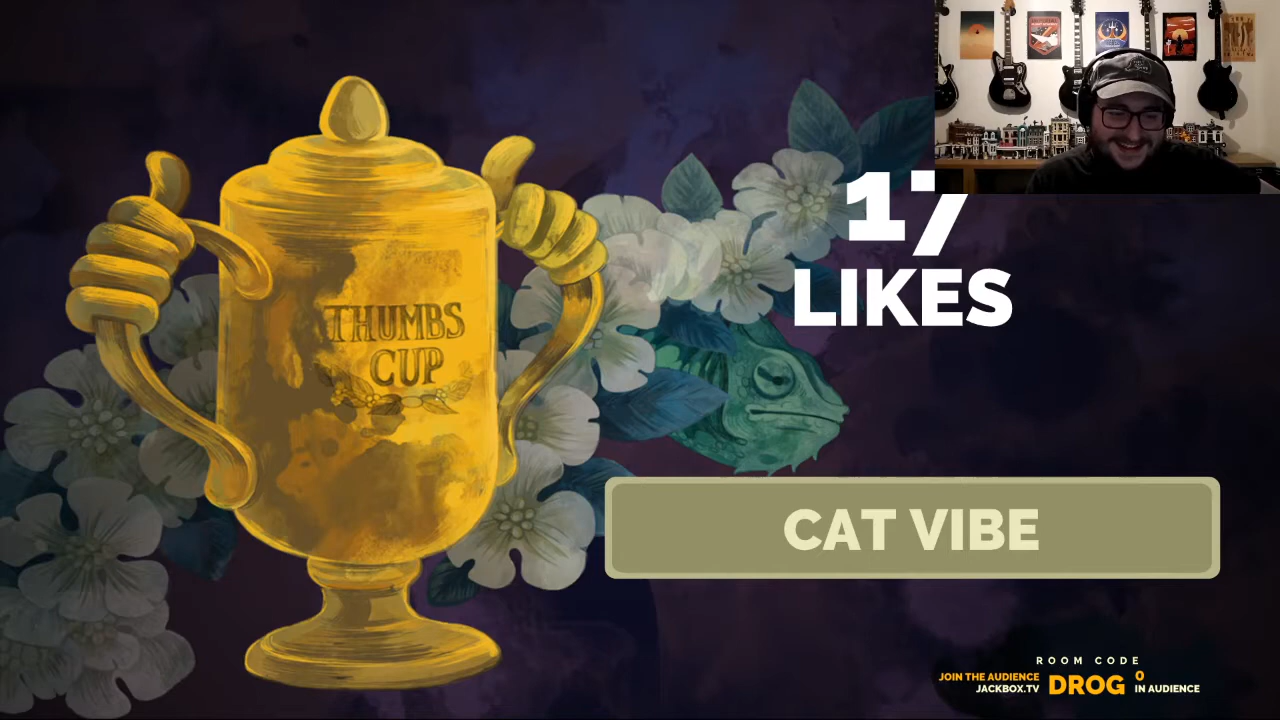 17
LIKES
THUMBS
CUP
CAT VIBE
ROOM CODE
JOIN THE AUDIENCE
JACKBOX.TV
DROG
0
IN AUDIENCE